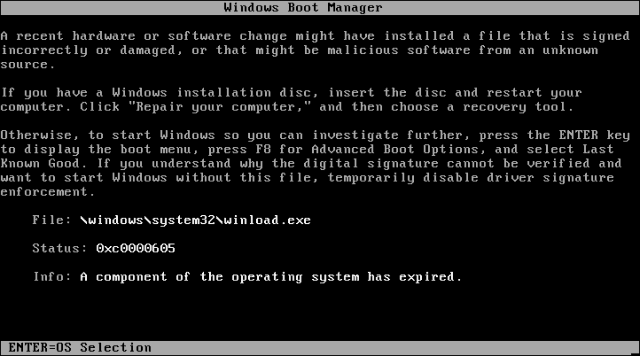 Windows Boot Manager
A recent hardware or software change might have installed a file that is signed
incorrectly or damaged, or that might be malicious software from an unknown
source.
If you have a Windows installation disc, insert the disc and restart your
computer. Click "Repair your computer," and then choose a recovery tool.
Otherwise, to start Windows so you can investigate further, press the ENTER key
to display the boot menu, press F8 for Advanced Boot Options, and select Last
Known Good. If you understand why the digital signature cannot be verified and
want to start Windows without this file, temporarily disable driver signature
enforcement.
File: \windows\system32\winload.exe
Status: 0xc0000605
Info: A component of the operating system has expired.
ENTER=OS Selection